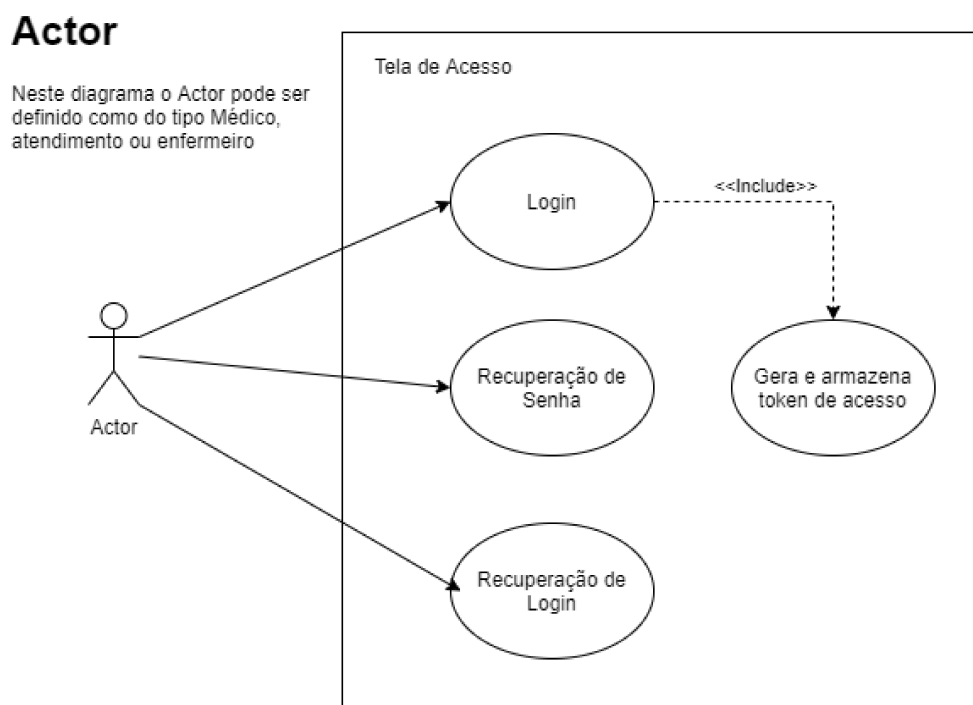 Actor
Neste diagrama o Actor pode ser
definido como do tipo Médico,
atendimento ou enfermeiro
Tela de Acesso
Login
<<Include>>
Recuperação de
Senha
Gera e armazena
token de acesso
Actor
Recuperação de
Login